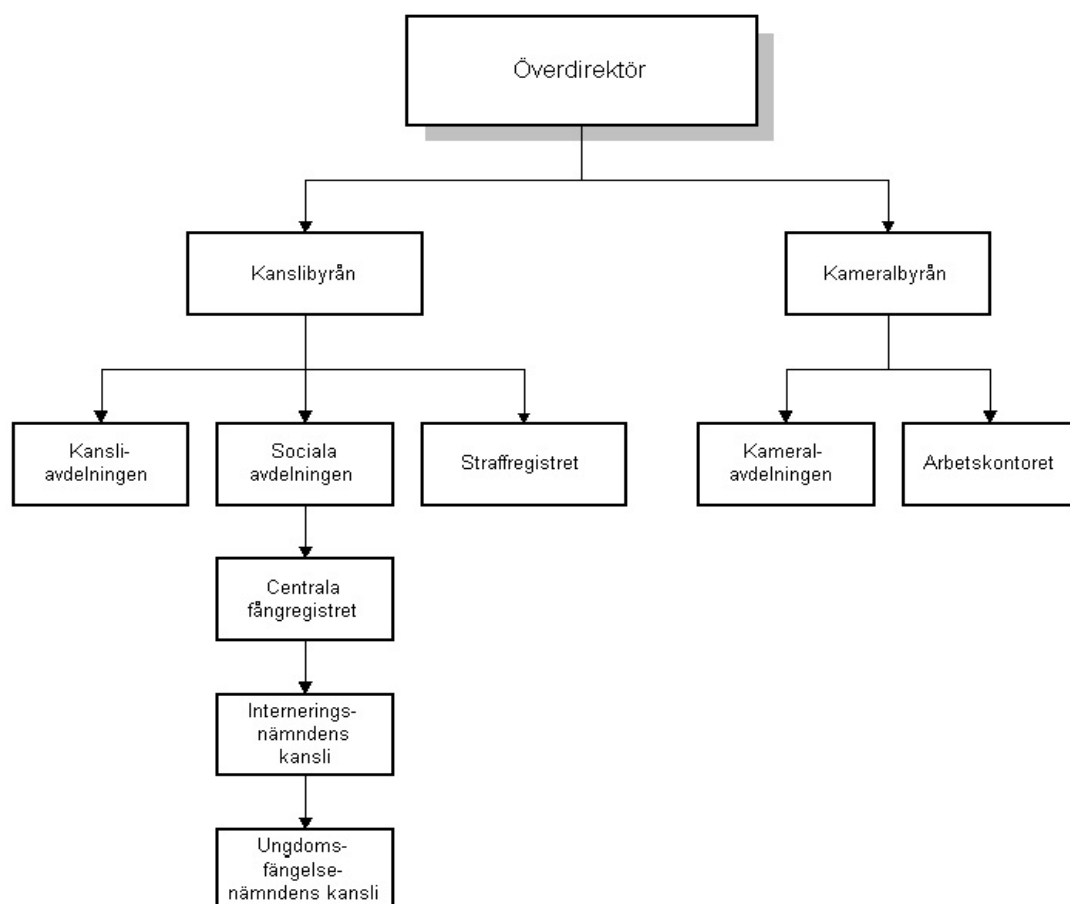 Överdirektör
Kanslibyrån
Kameralbyrån
Kansli-
avdelningen
Sociala
avdelningen
Straffregistret
Kameral-
avdelningen
Arbetskontoret
Centrala
fångregistret
Internerings-
nämndens
kansli
Ungdoms-
fängelse-
nämndens kansli